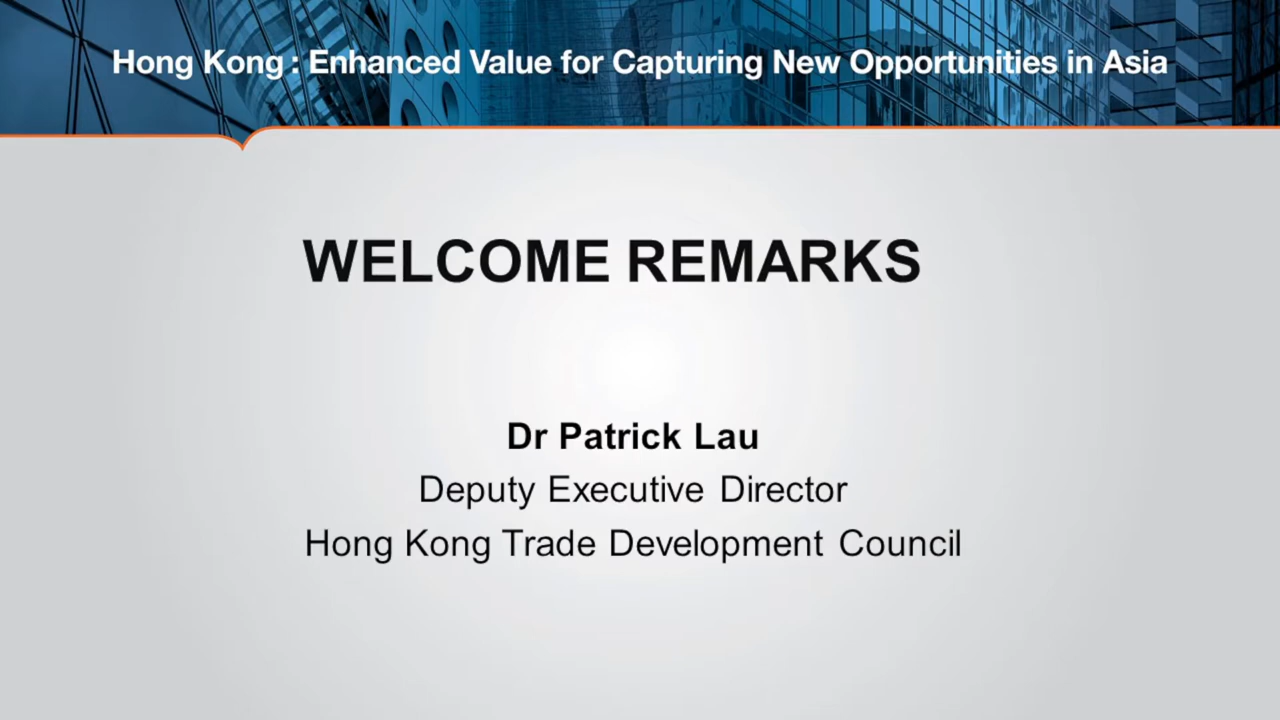 Hong Kong : Enhanced Value for Capturing New Opportunities in Asia
WELCOME REMARKS
Dr Patrick Lau
Deputy Executive Director
Hong Kong Trade Development Council